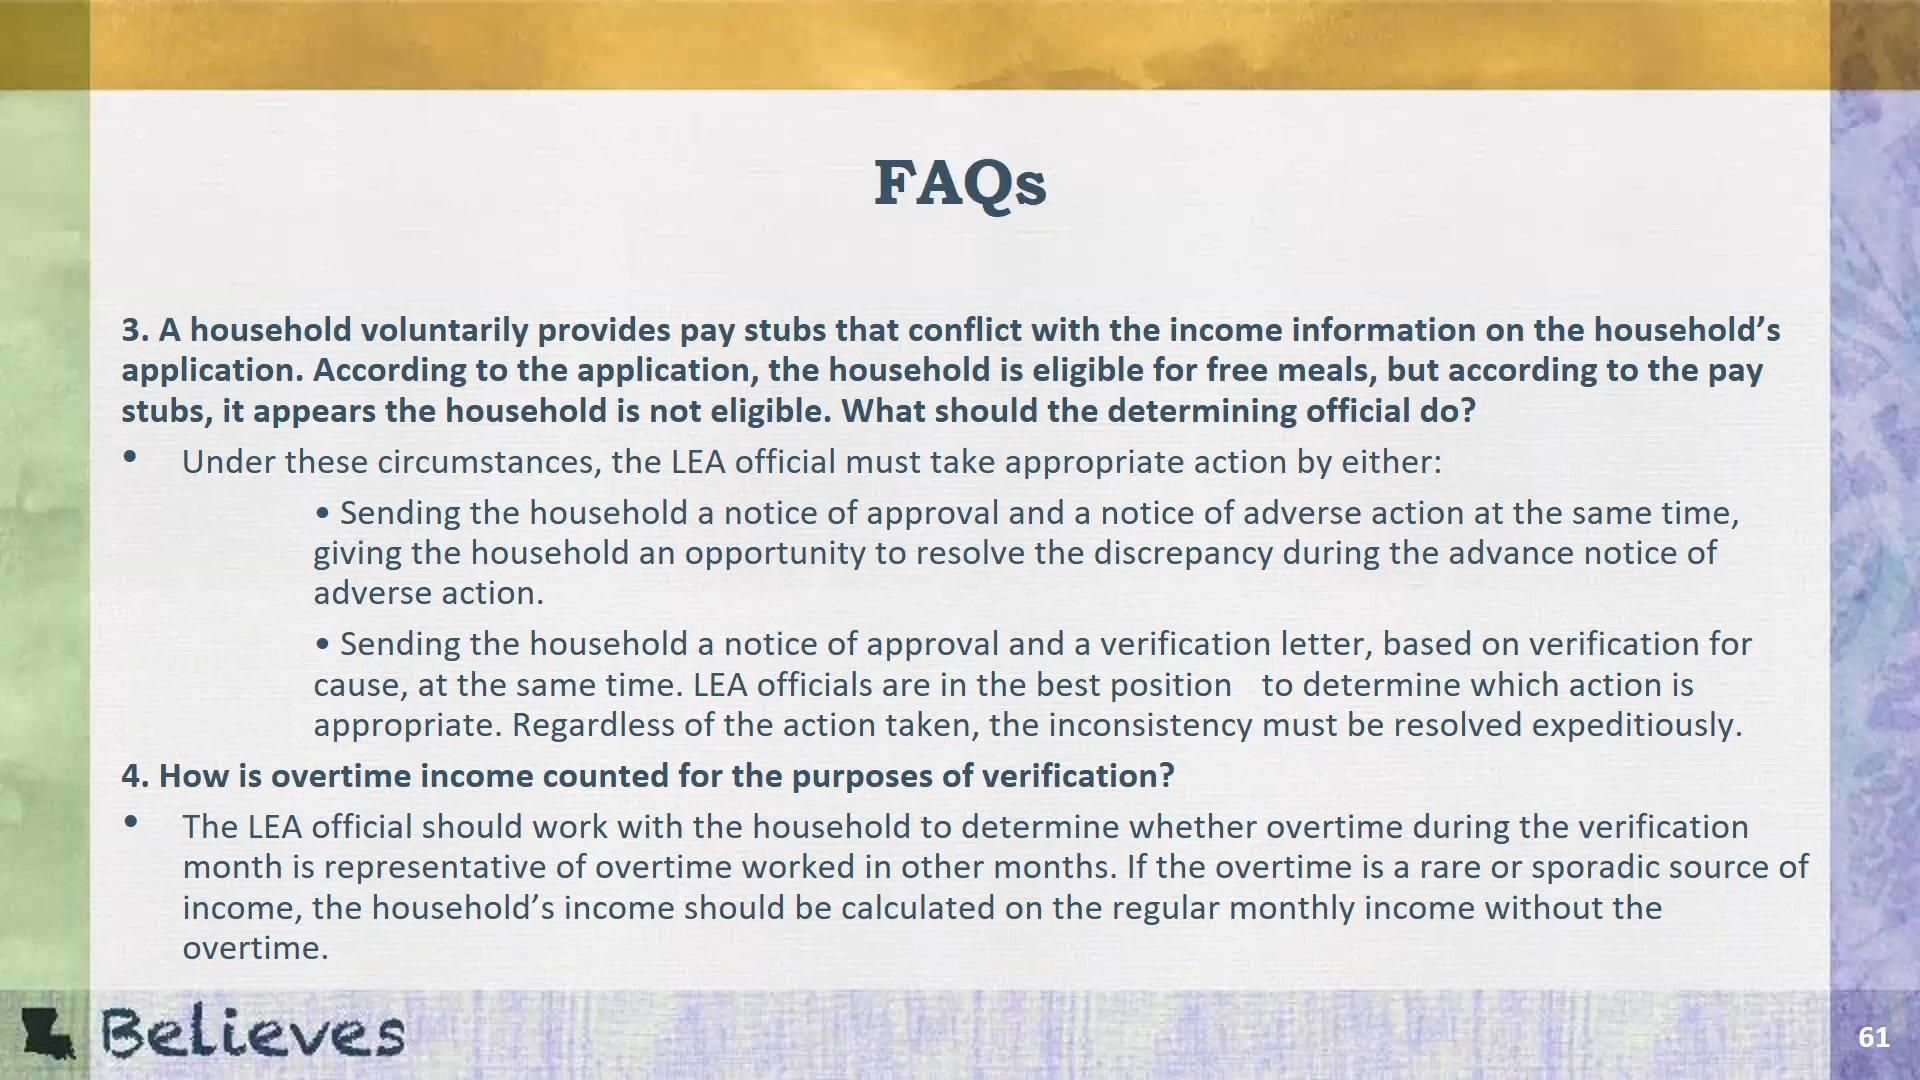 FAQs
3. A household voluntarily provides pay stubs that conflict with the income information on the household’s
application. According to the application, the household is eligible for free meals, but according to the pay
stubs, it appears the household is not eligible. What should the determining official do?
• Under these circumstances, the LEA official must take appropriate action by either:
• Sending the household a notice of approval and a notice of adverse action at the same time,
giving the household an opportunity to resolve the discrepancy during the advance notice of
adverse action.
• Sending the household a notice of approval and a verification letter, based on verification for
cause, at the same time. LEA officials are in the best position to determine which action is
appropriate. Regardless of the action taken, the inconsistency must be resolved expeditiously.
4. How is overtime income counted for the purposes of verification?
• The LEA official should work with the household to determine whether overtime during the verification
month is representative of overtime worked in other months. If the overtime is a rare or sporadic source of
income, the household’s income should be calculated on the regular monthly income without the
overtime.
Believes
61